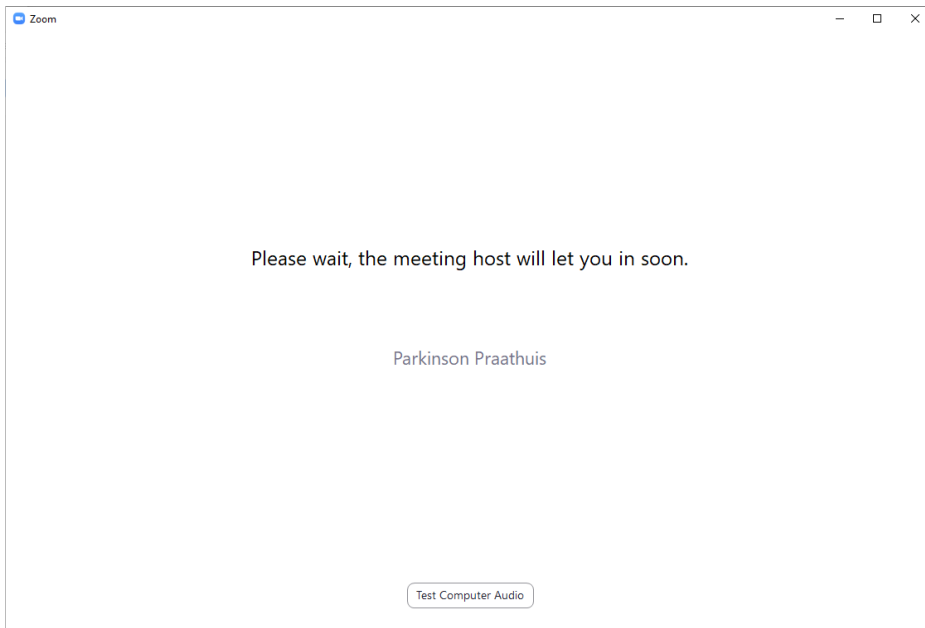 Zoom
Please wait, the meeting host will let you in soon.
Parkinson Praathuis
Test Computer Audio